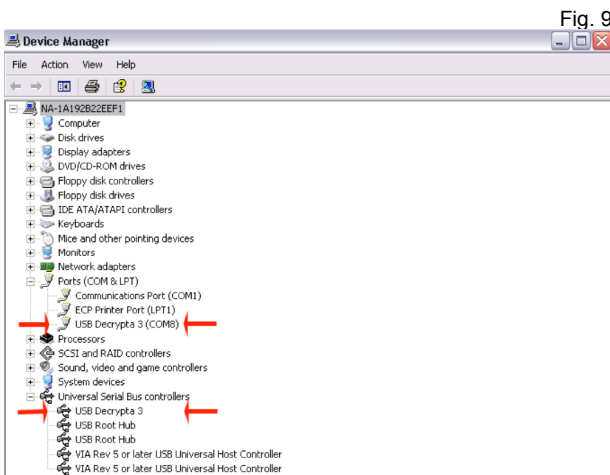 Fig. 9
Device Manager
File Action View Help
NA-1A192B22EEF1
Computer
Disk drives
Display adapters
DVD/CD-ROM drives
Floppy disk controllers
Floppy disk drives
IDE ATA/ATAPI controllers
Keyboards
Mice and other pointing devices
Monitors
Network adapters
Ports (COM & LPT)
Communications Port (COM1)
ECP Printer Port (LPT1)
USB Decrypta 3 (COM8)
Processors
SCSI and RAID controllers
Sound, video and game controllers
System devices
Universal Serial Bus controllers
USB Decrypta 3
USB Root Hub
USB Root Hub
VIA Rev 5 or later USB Universal Host Controller
VIA Rev 5 or later USB Universal Host Controller